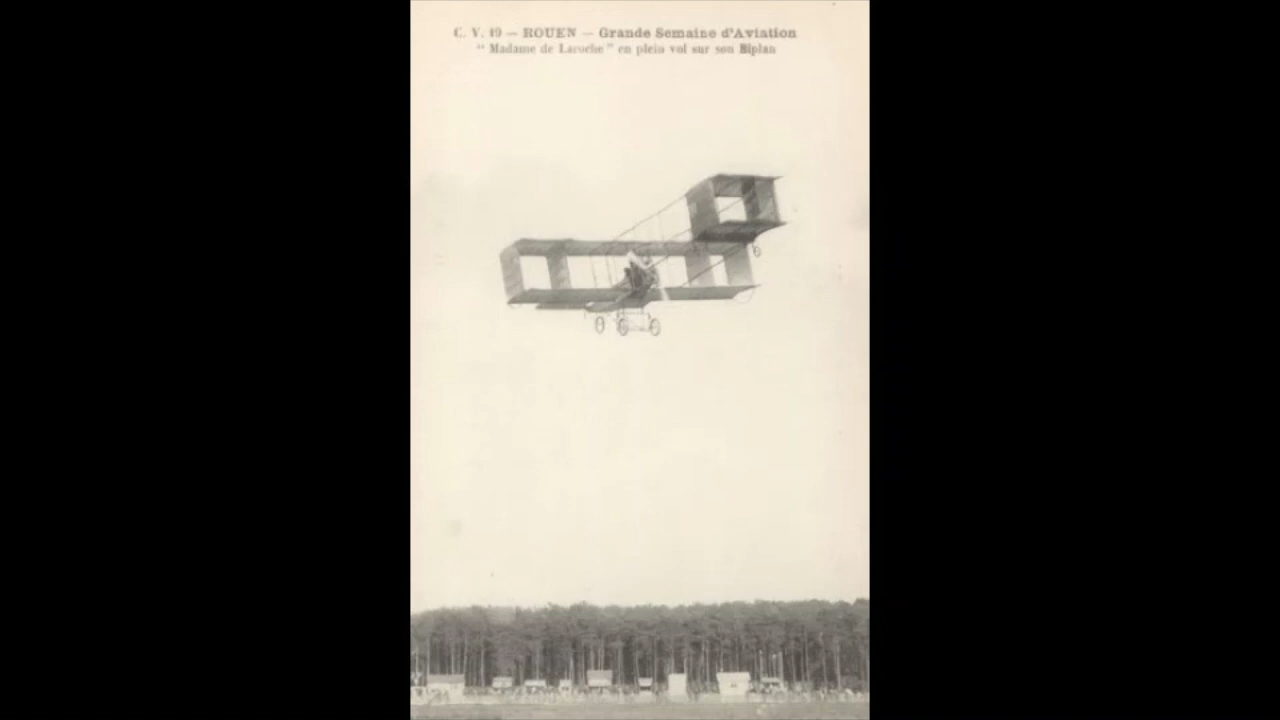 C. V. 19 — ROUEN — Grande Semaine d'Aviation
“ Madame de Laroche ” en plein vol sur son Biplan